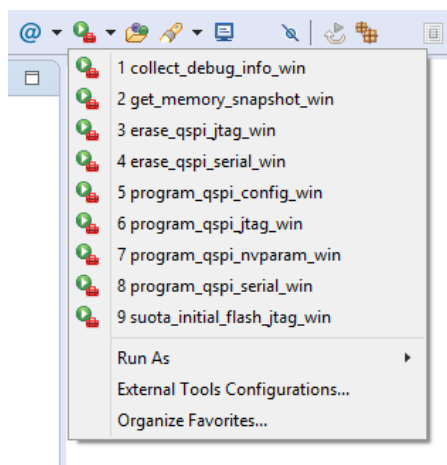 @
1 collect_debug_info_win
2 get_memory_snapshot_win
3 erase_qspi_jtag_win
4 erase_qspi_serial_win
5 program_qspi_config_win
6 program_qspi_jtag_win
7 program_qspi_nvparam_win
8 program_qspi_serial_win
9 suota_initial_flash_jtag_win
Run As
External Tools Configurations...
Organize Favorites...